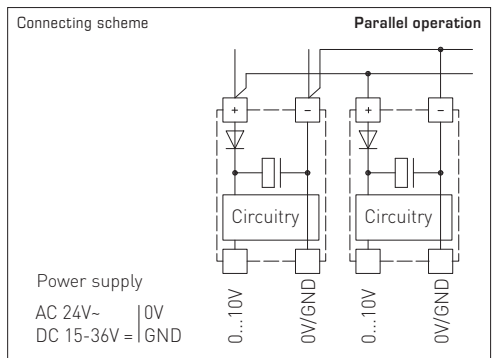 Connecting scheme
Parallel operation
+ − + −
Circuitry Circuitry
Power supply
AC 24V~ | 0V
DC 15-36V = | GND
0...10V
0V/GND
0...10V
0V/GND